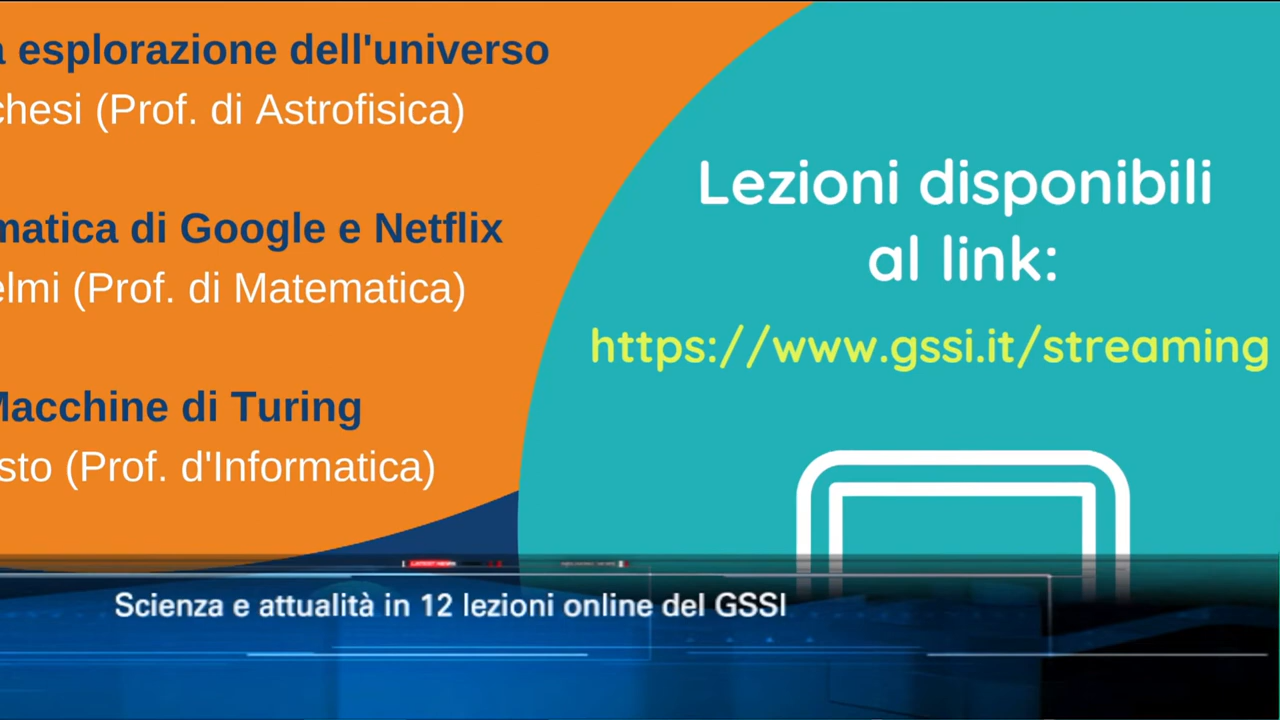 esplorazione dell'universo
chesi (Prof. di Astrofisica)
matica di Google e Netflix
elmi (Prof. di Matematica)
Macchine di Turing
sto (Prof. d'Informatica)
Lezioni disponibili
al link:
https://www.gssi.it/streaming
Scienza e attualità in 12 lezioni online del GSSI